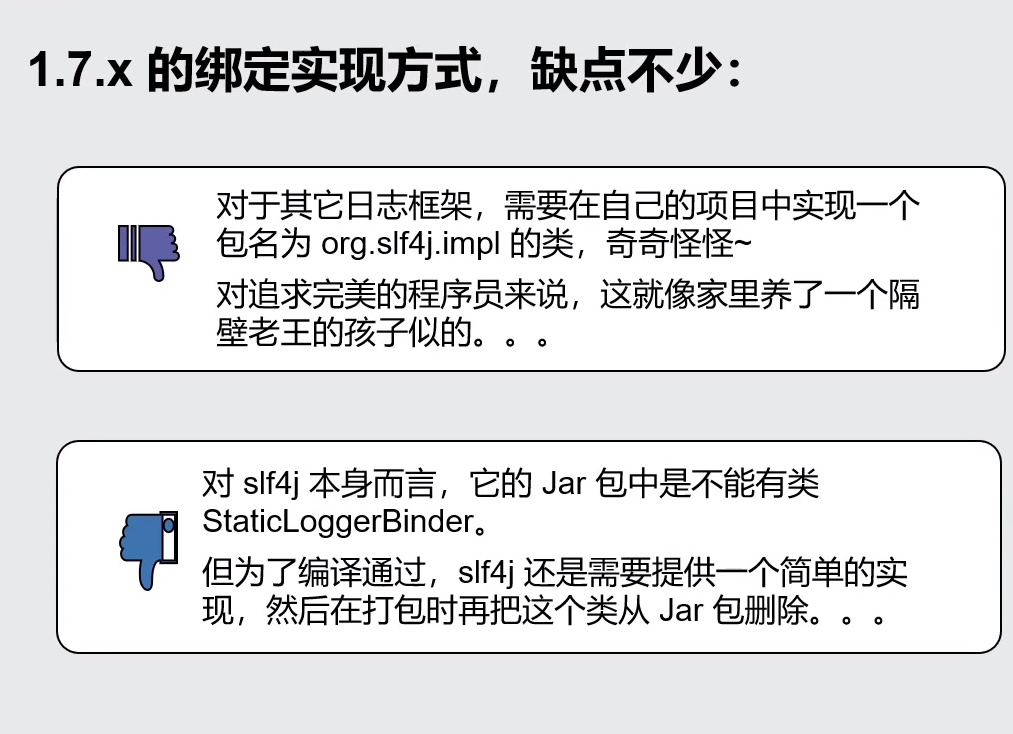 1.7.x 的绑定实现方式，缺点不少：
对于其它日志框架，需要在自己的项目中实现一个
包名为 org.slf4j.impl 的类，奇奇怪怪~
对追求完美的程序员来说，这就像家里养了一个隔
壁老王的孩子似的。。。
对 slf4j 本身而言，它的 Jar 包中是不能有类
StaticLoggerBinder。
但为了编译通过，slf4j 还是需要提供一个简单的实
现，然后在打包时再把这个类从 Jar 包删除。。。